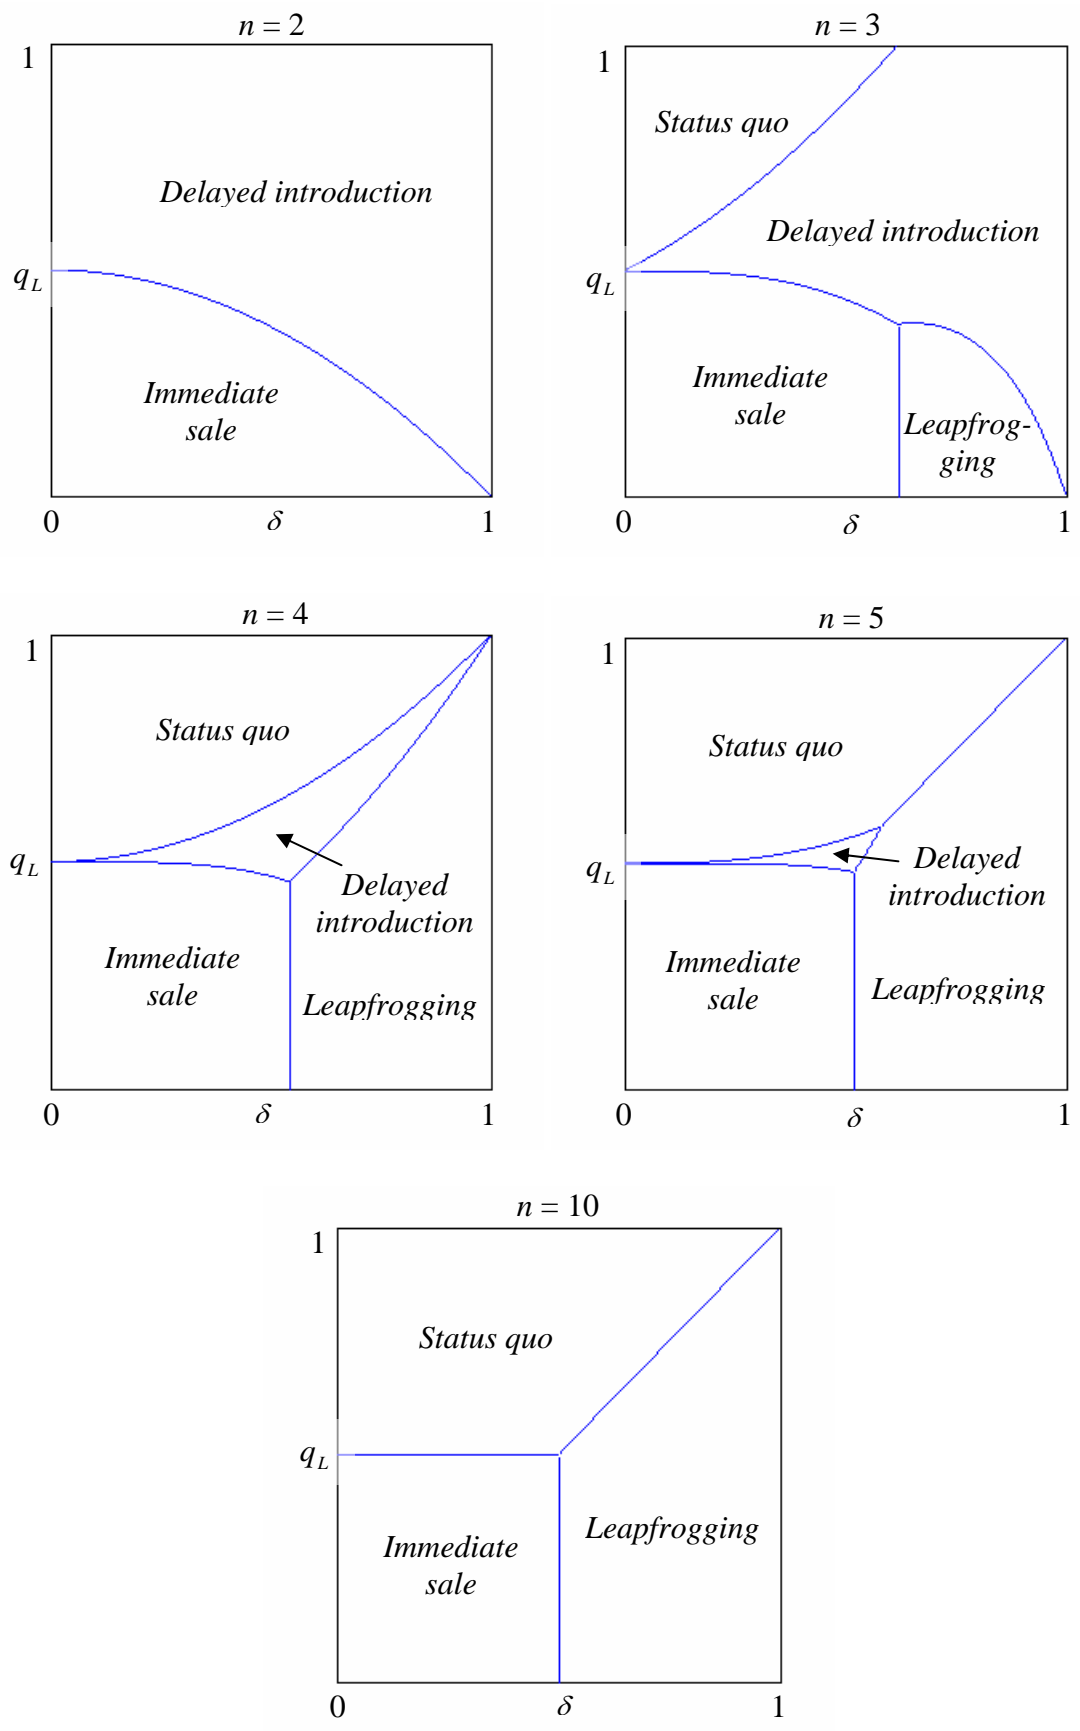 n = 2
1
Delayed introduction
q_L
Immediate
sale
0
δ
1
n = 3
1
Status quo
Delayed introduction
q_L
Immediate
sale
Leapfrog-
ging
0
δ
1
n = 4
1
Status quo
q_L
Delayed
introduction
Immediate
sale
Leapfrogging
0
δ
1
n = 5
1
Status quo
q_L
Delayed
introduction
Immediate
sale
Leapfrogging
0
δ
1
n = 10
1
Status quo
q_L
Leapfrogging
Immediate
sale
0
δ
1